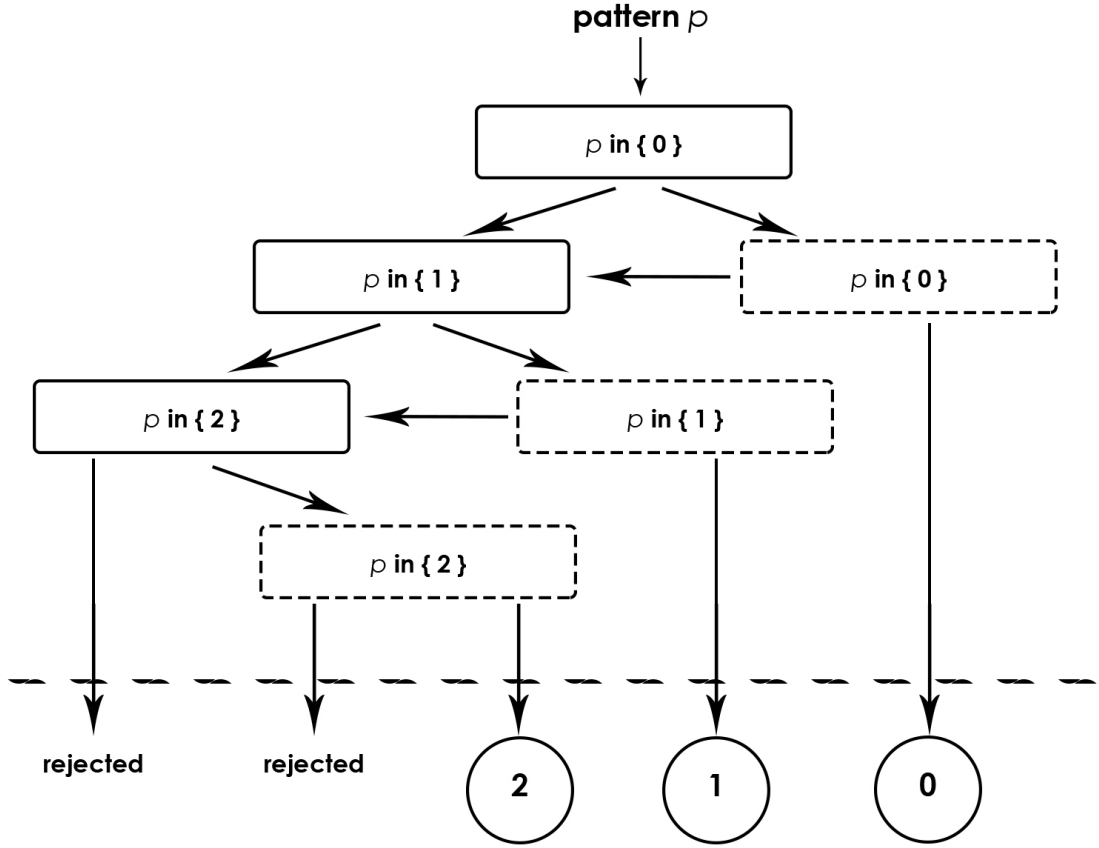 pattern p
p in { 0 }
p in { 1 }
p in { 0 }
p in { 2 }
p in { 1 }
p in { 2 }
rejected
rejected
2
1
0